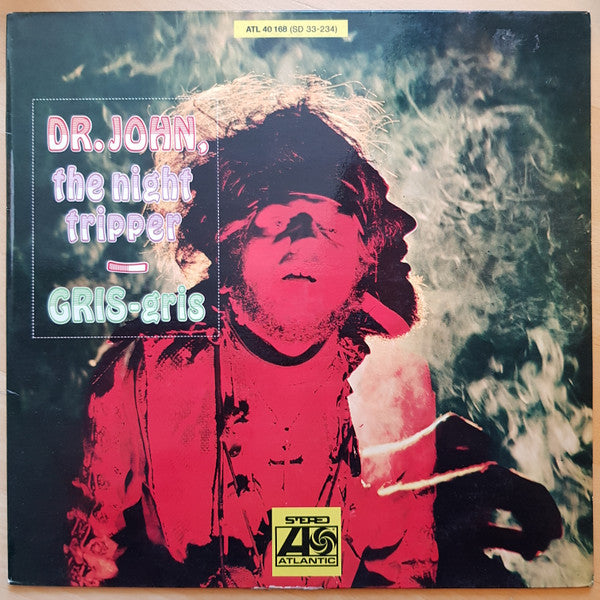 ATL 40 168 (SD 33-234)
DR. JOHN,
the night
tripper
GRIS-gris
STEREO
ATLANTIC